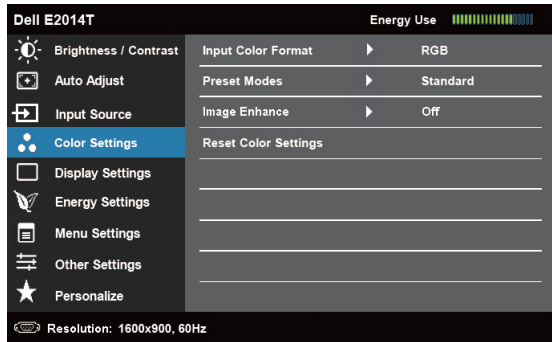 Dell E2014T Energy Use
Brightness / Contrast Input Color Format RGB
Auto Adjust Preset Modes Standard
Input Source Image Enhance Off
Color Settings Reset Color Settings
Display Settings
Energy Settings
Menu Settings
Other Settings
Personalize
Resolution: 1600x900, 60Hz